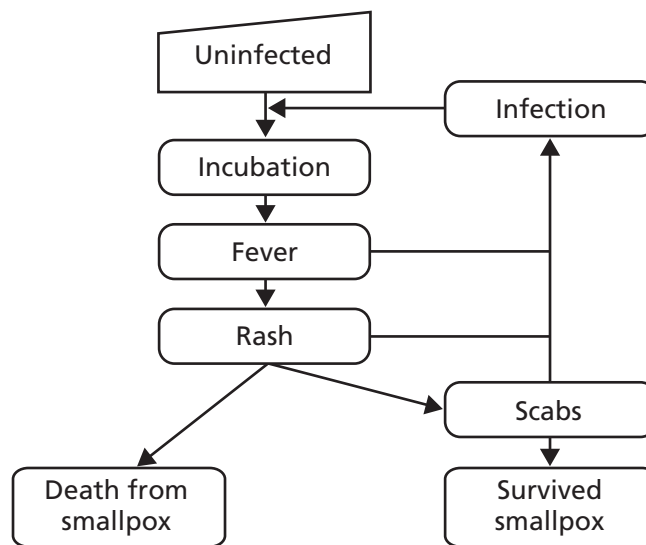 Uninfected
Infection
Incubation
Fever
Rash
Scabs
Death from
smallpox
Survived
smallpox